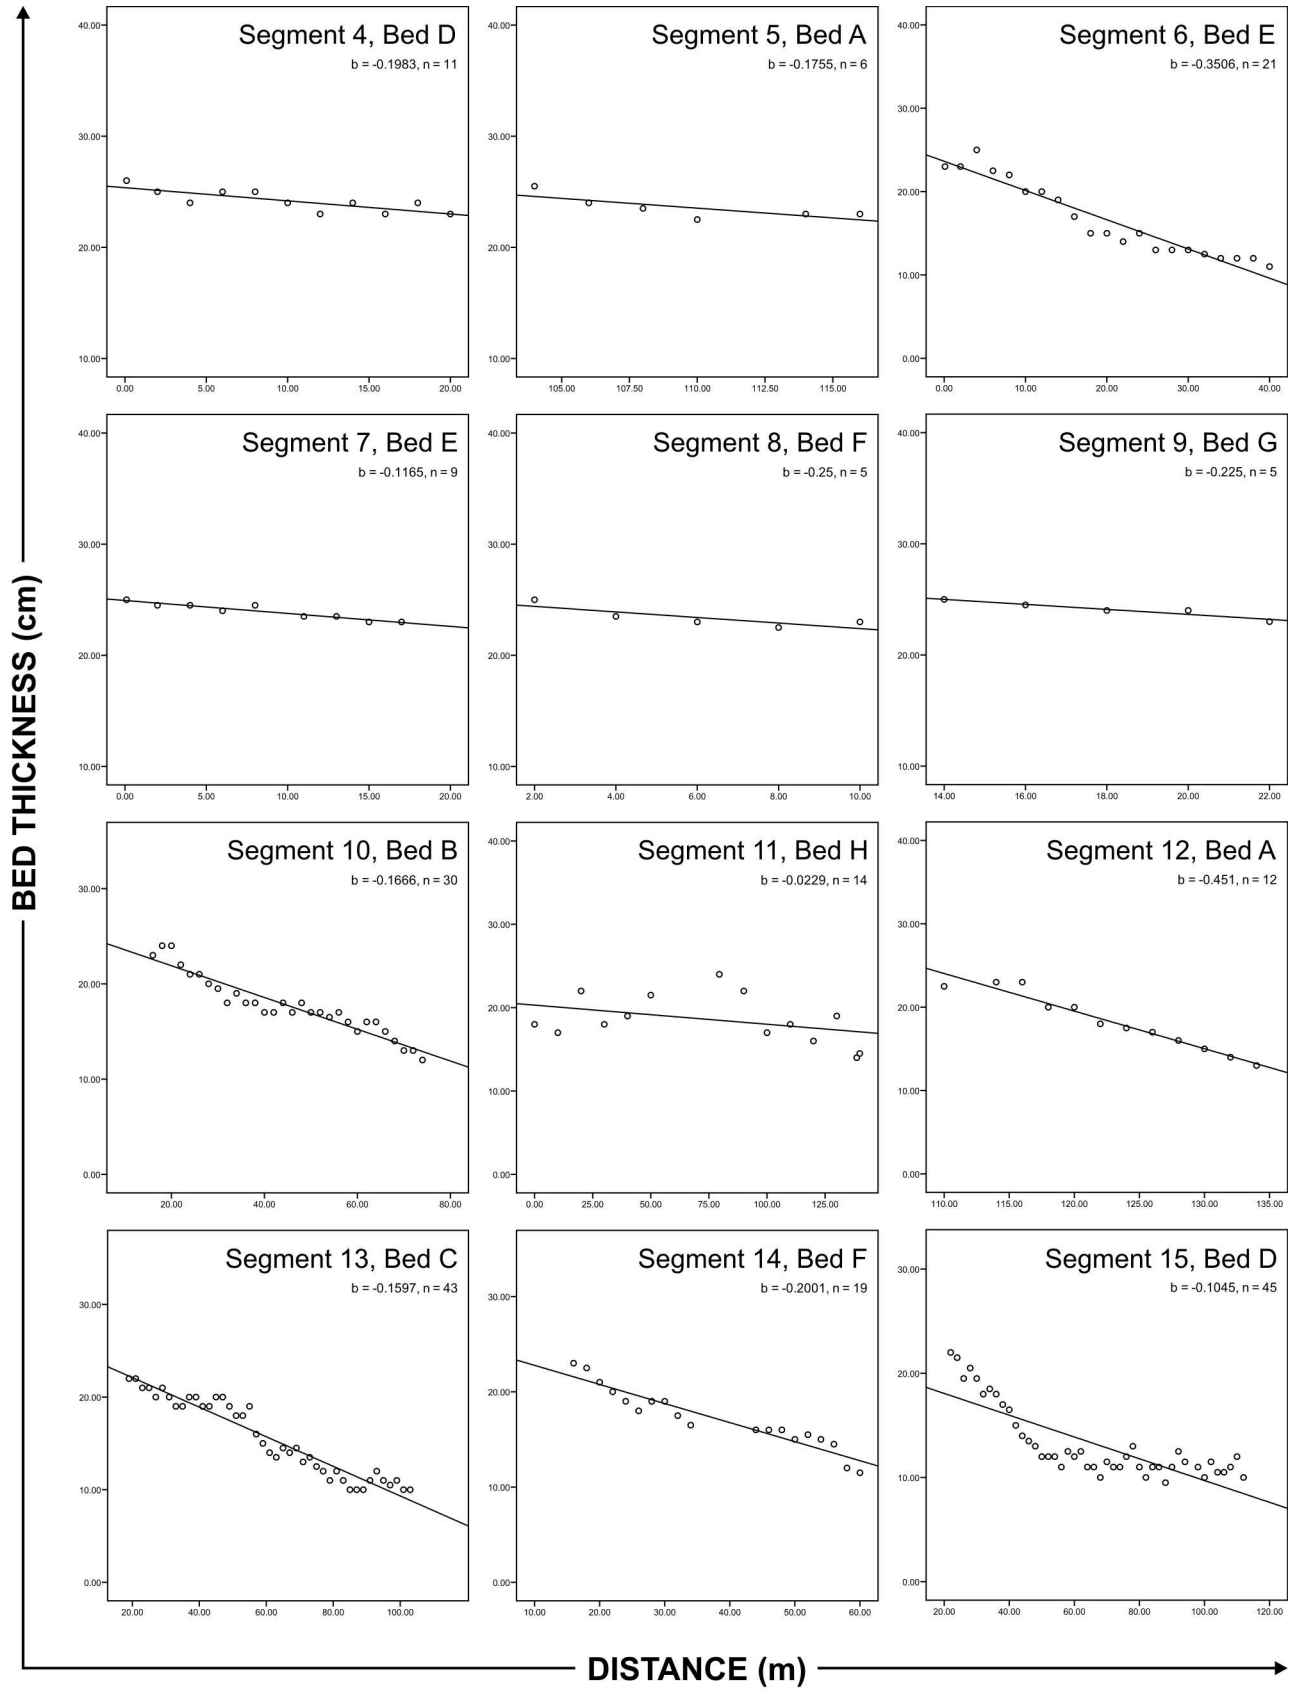 BED THICKNESS (cm)
Segment 4, Bed D
b = -0.1983, n = 11
40.00
30.00
20.00
10.00
0.00 5.00 10.00 15.00 20.00
Segment 5, Bed A
b = -0.1755, n = 6
40.00
30.00
20.00
10.00
105.00 107.50 110.00 112.50 115.00
Segment 6, Bed E
b = -0.3506, n = 21
40.00
30.00
20.00
10.00
0.00
0.00 10.00 20.00 30.00 40.00
Segment 7, Bed E
b = -0.1165, n = 9
40.00
30.00
20.00
10.00
0.00 5.00 10.00 15.00 20.00
Segment 8, Bed F
b = -0.25, n = 5
40.00
30.00
20.00
10.00
2.00 4.00 6.00 8.00 10.00
Segment 9, Bed G
b = -0.225, n = 5
40.00
30.00
20.00
10.00
14.00 16.00 18.00 20.00 22.00
Segment 10, Bed B
b = -0.1666, n = 30
30.00
20.00
10.00
0.00
20.00 40.00 60.00 80.00
Segment 11, Bed H
b = -0.0229, n = 14
40.00
30.00
20.00
10.00
0.00
0.00 25.00 50.00 75.00 100.00 125.00
Segment 12, Bed A
b = -0.451, n = 12
40.00
30.00
20.00
10.00
0.00
110.00 115.00 120.00 125.00 130.00 135.00
Segment 13, Bed C
b = -0.1597, n = 43
30.00
20.00
10.00
0.00
20.00 40.00 60.00 80.00 100.00
Segment 14, Bed F
b = -0.2001, n = 19
30.00
20.00
10.00
0.00
10.00 20.00 30.00 40.00 50.00 60.00
Segment 15, Bed D
b = -0.1045, n = 45
30.00
20.00
10.00
0.00
20.00 40.00 60.00 80.00 100.00 120.00
DISTANCE (m)